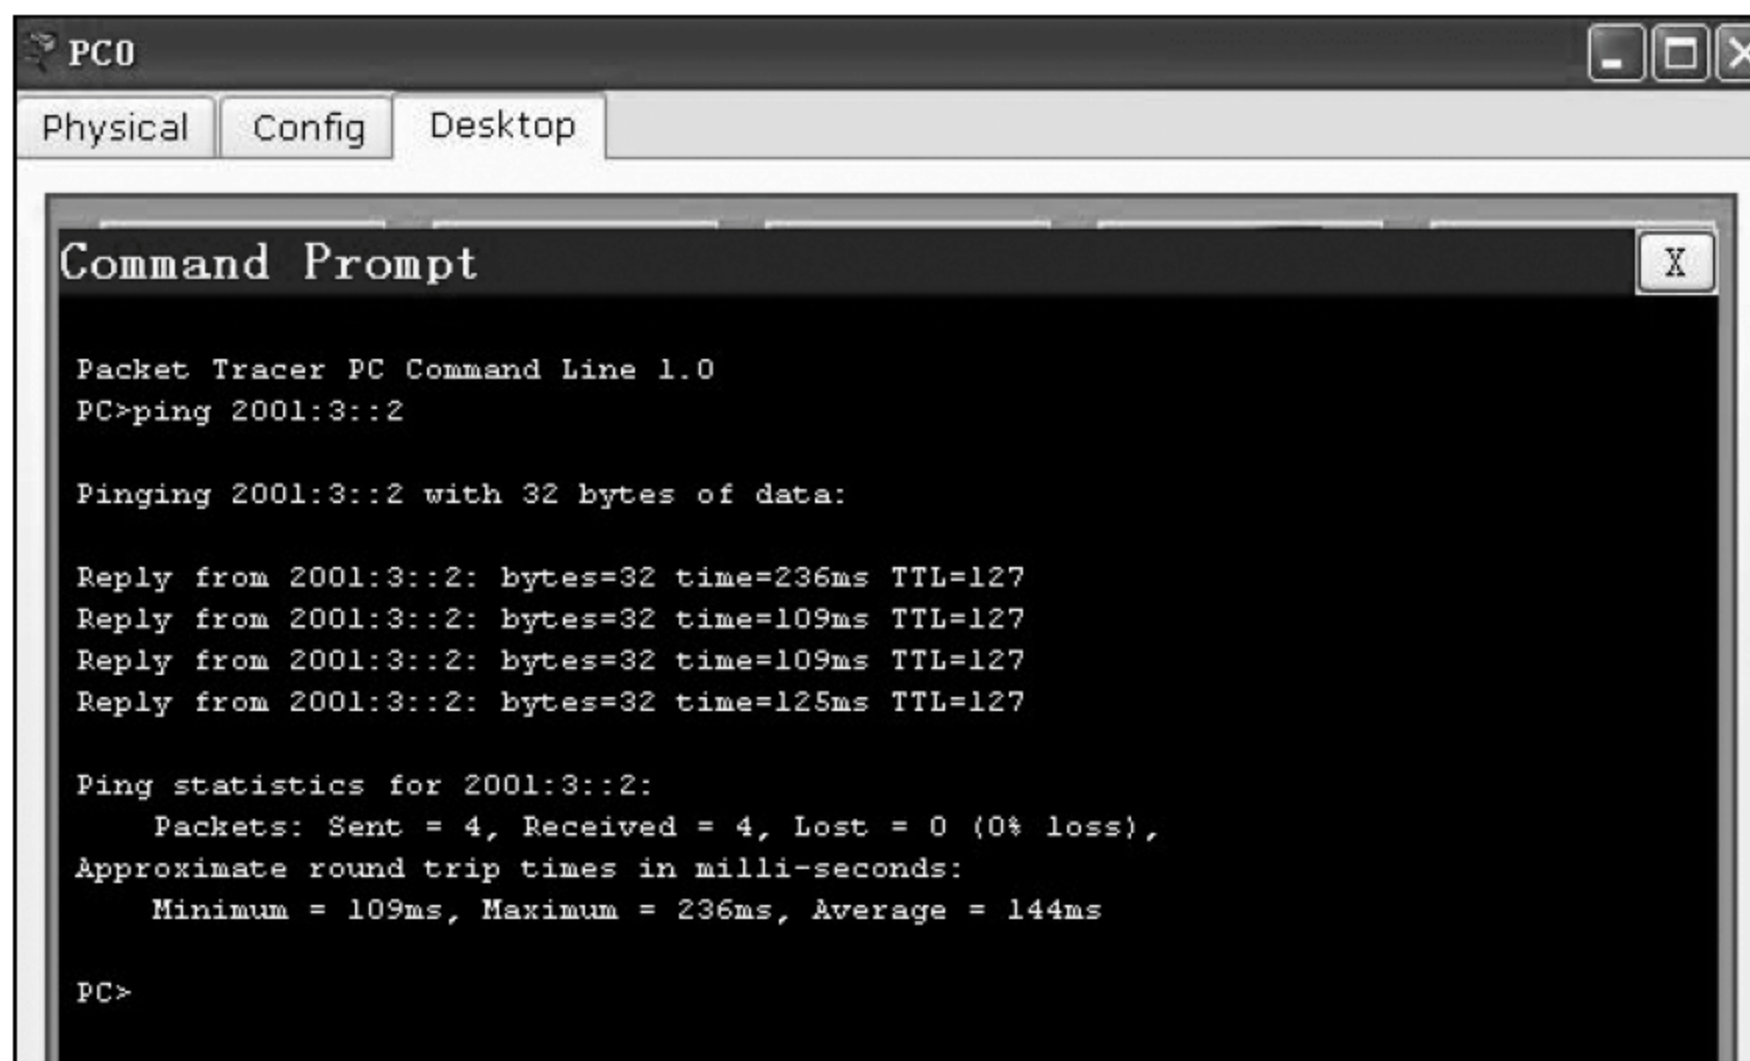 PC0
Physical Config Desktop
Command Prompt X
Packet Tracer PC Command Line 1.0
PC>ping 2001:3::2
Pinging 2001:3::2 with 32 bytes of data:
Reply from 2001:3::2: bytes=32 time=236ms TTL=127
Reply from 2001:3::2: bytes=32 time=109ms TTL=127
Reply from 2001:3::2: bytes=32 time=109ms TTL=127
Reply from 2001:3::2: bytes=32 time=125ms TTL=127
Ping statistics for 2001:3::2:
Packets: Sent = 4, Received = 4, Lost = 0 (0% loss),
Approximate round trip times in milli-seconds:
Minimum = 109ms, Maximum = 236ms, Average = 144ms
PC>